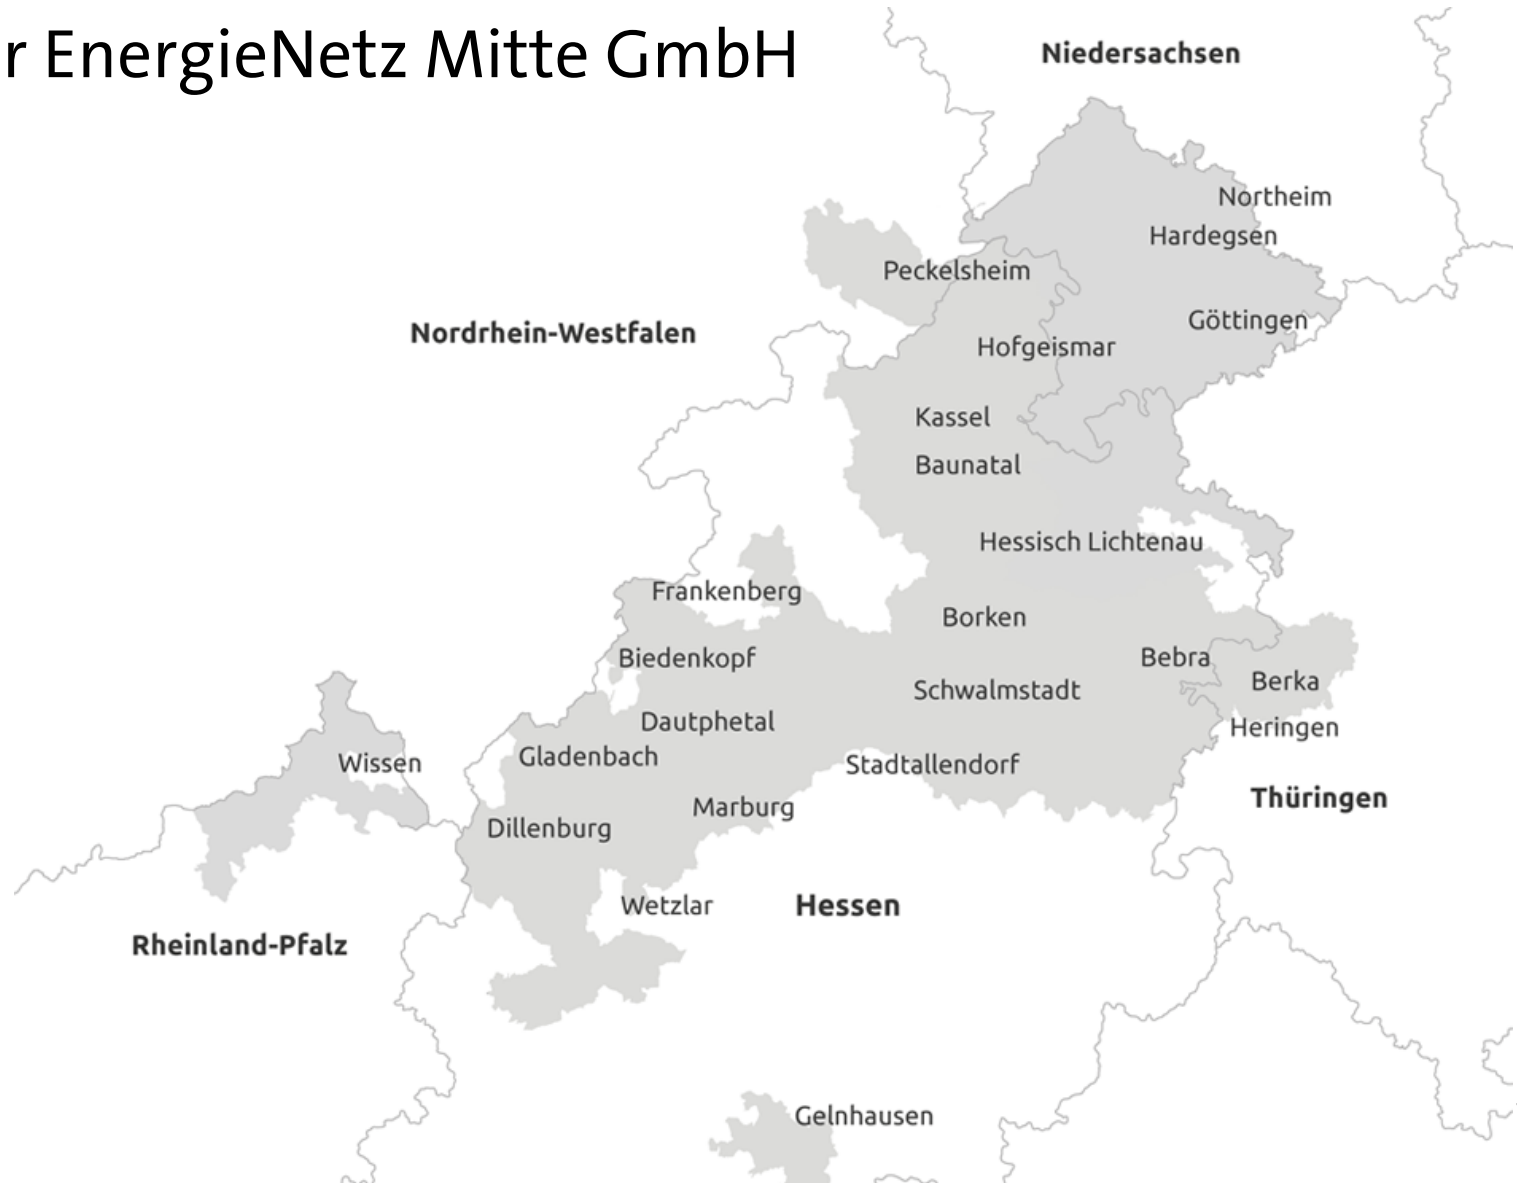 r EnergieNetz Mitte GmbH
Niedersachsen
Northeim
Hardegsen
Peckelsheim
Göttingen
Nordrhein-Westfalen
Hofgeismar
Kassel
Baunatal
Hessisch Lichtenau
Frankenberg
Borken
Biedenkopf
Bebra
Berka
Schwalmstadt
Dautphetal
Heringen
Gladenbach
Wissen
Stadtallendorf
Thüringen
Marburg
Dillenburg
Wetzlar
Hessen
Rheinland-Pfalz
Gelnhausen